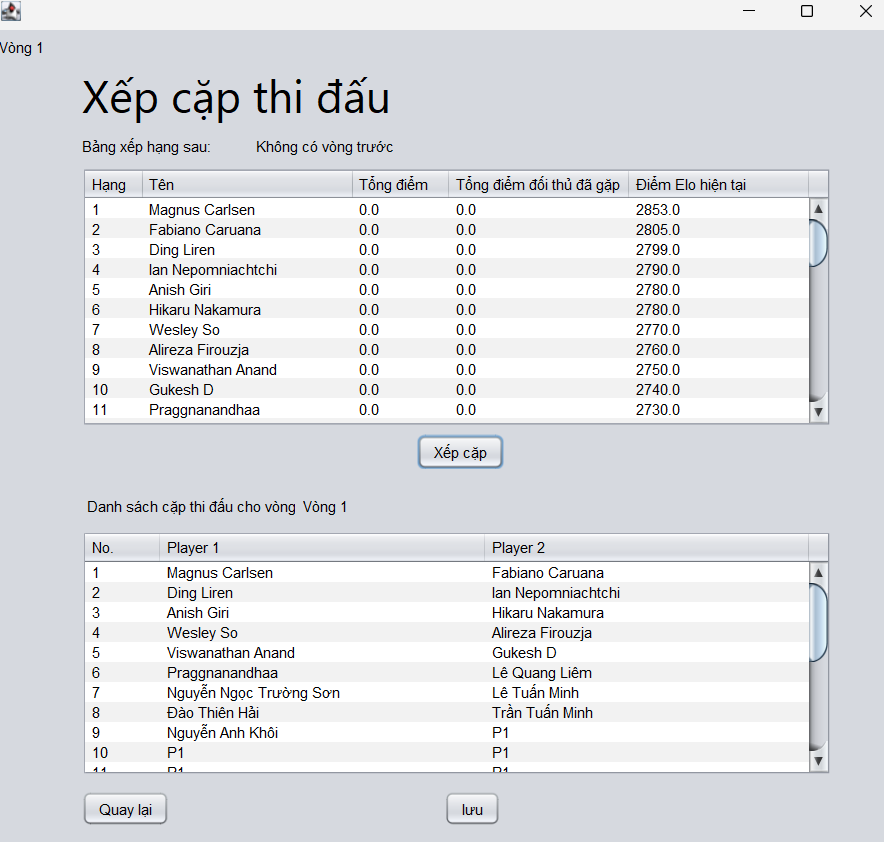 Vòng 1
Xếp cặp thi đấu
Bảng xếp hạng sau: Không có vòng trước
Hạng Tên Tổng điểm Tổng điểm đối thủ đã gặp Điểm Elo hiện tại
1 Magnus Carlsen 0.0 0.0 2853.0
2 Fabiano Caruana 0.0 0.0 2805.0
3 Ding Liren 0.0 0.0 2799.0
4 Ian Nepomniachtchi 0.0 0.0 2790.0
5 Anish Giri 0.0 0.0 2780.0
6 Hikaru Nakamura 0.0 0.0 2780.0
7 Wesley So 0.0 0.0 2770.0
8 Alireza Firouzja 0.0 0.0 2760.0
9 Viswanathan Anand 0.0 0.0 2750.0
10 Gukesh D 0.0 0.0 2740.0
11 Praggnanandhaa 0.0 0.0 2730.0
Xếp cặp
Danh sách cặp thi đấu cho vòng Vòng 1
No. Player 1 Player 2
1 Magnus Carlsen Fabiano Caruana
2 Ding Liren Ian Nepomniachtchi
3 Anish Giri Hikaru Nakamura
4 Wesley So Alireza Firouzja
5 Viswanathan Anand Gukesh D
6 Praggnanandhaa Lê Quang Liêm
7 Nguyễn Ngọc Trường Sơn Lê Tuấn Minh
8 Đào Thiên Hải Trần Tuấn Minh
9 Nguyễn Anh Khôi P1
10 P1 P1
11 P1 P1
Quay lại lưu